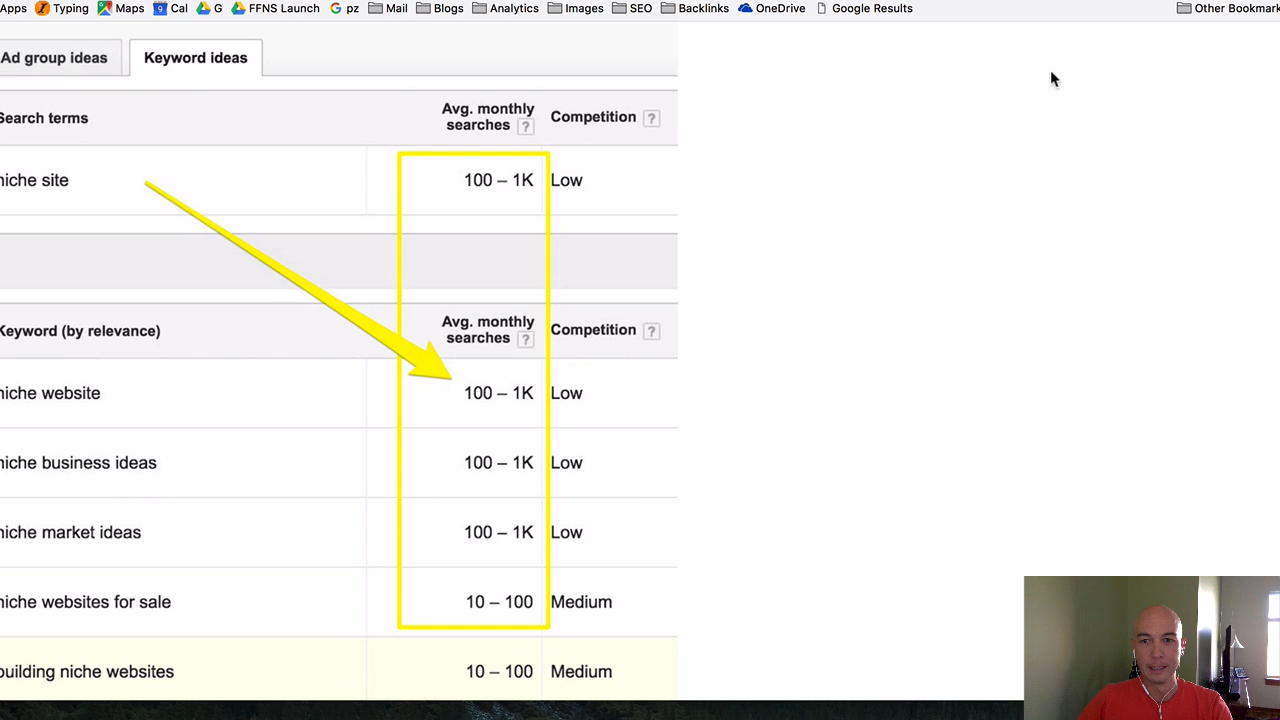 Apps Typing Maps 9 Cal G FFNS Launch G pz Mail Blogs Analytics Images SEO Backlinks OneDrive Google Results Other Bookmark
Ad group ideas Keyword ideas
Search terms Avg. monthly searches ? Competition ?
niche site 100 – 1K Low
Keyword (by relevance) Avg. monthly searches ? Competition ?
niche website 100 – 1K Low
niche business ideas 100 – 1K Low
niche market ideas 100 – 1K Low
niche websites for sale 10 – 100 Medium
building niche websites 10 – 100 Medium